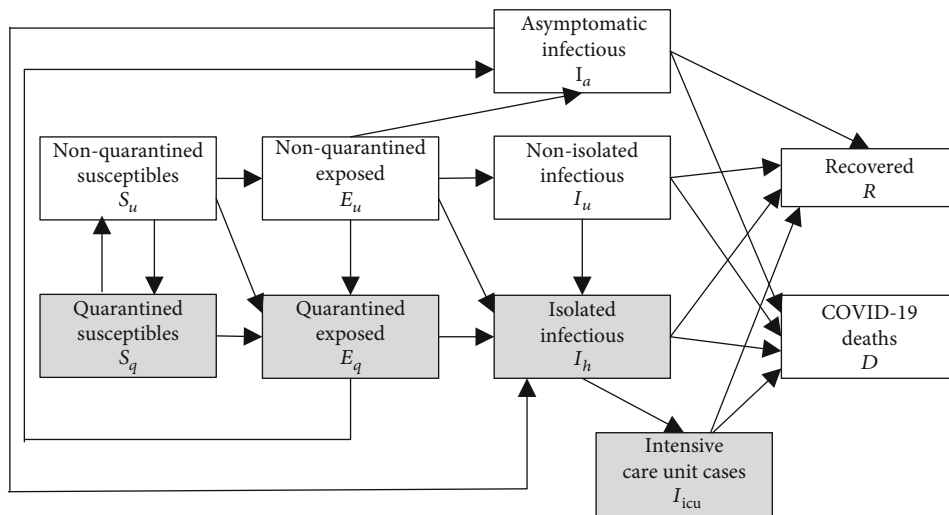 Asymptomatic
infectious
I_a
Non-quarantined
susceptibles
S_u
Non-quarantined
exposed
E_u
Non-isolated
infectious
I_u
Recovered
R
Quarantined
susceptibles
S_q
Quarantined
exposed
E_q
Isolated
infectious
I_h
COVID-19
deaths
D
Intensive
care unit cases
I_icu